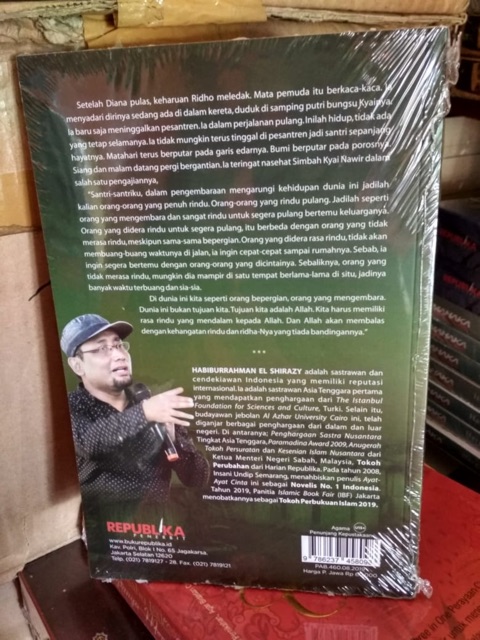 Setelah Diana pulas, keharuan Ridho meledak. Mata pemuda itu berkaca-kaca. Ia
menyadari dirinya sedang ada di dalam kereta, duduk di samping putri bungsu Kyainya.
Ia baru saja meninggalkan pesantren. Ia dalam perjalanan pulang. Inilah hidup, tidak ada
yang tetap selamanya. Ia tidak mungkin terus tinggal di pesantren jadi santri sepanjang
hayatnya. Matahari terus berputar pada garis edarnya. Bumi berputar pada porosnya.
Siang dan malam datang pergi bergantian. Ia teringat nasehat Simbah Kyai Nawir dalam
salah satu pengajiannya,
"Santri-santriku, dalam pengembaraan mengarungi kehidupan dunia ini jadilah
kalian orang-orang yang penuh rindu. Orang-orang yang rindu pulang. Jadilah seperti
orang yang mengembara dan sangat rindu untuk segera pulang bertemu keluarganya.
Orang yang didera rindu untuk segera pulang, itu berbeda dengan orang yang tidak
merasa rindu, meskipun sama-sama bepergian. Orang yang didera rasa rindu, tidak akan
membuang-buang waktunya di jalan, ia ingin cepat-cepat sampai rumahnya. Sebab, ia
ingin segera bertemu dengan orang-orang yang dicintainya. Sebaliknya, orang yang
tidak merasa rindu, mungkin dia mampir di satu tempat berlama-lama di situ, jadinya
banyak waktu terbuang dan sia-sia.
Di dunia ini kita seperti orang bepergian, orang yang mengembara.
Dunia ini bukan tujuan kita. Tujuan kita adalah Allah. Kita harus memiliki
rasa rindu yang mendalam kepada Allah. Dan Allah akan membalas
dengan kehangatan rindu dan ridha-Nya yang tiada bandingannya."
***
HABIBURRAHMAN EL SHIRAZY adalah sastrawan dan
cendekiawan Indonesia yang memiliki reputasi
internasional. Ia adalah sastrawan Asia Tenggara pertama
yang mendapatkan penghargaan dari The Istanbul
Foundation for Sciences and Culture, Turki. Selain itu,
budayawan jebolan Al Azhar University Cairo ini, telah
diganjar berbagai penghargaan dari dalam dan luar
negeri. Di antaranya; Penghargaan Sastra Nusantara
Tingkat Asia Tenggara, Paramadina Award 2009, Anugerah
Tokoh Persuratan dan Kesenian Islam Nusantara dari
Ketua Menteri Negeri Sabah, Malaysia, Tokoh
Perubahan dari Harian Republika. Pada tahun 2008,
Insani Undip Semarang, menahbiskan penulis Ayat-
Ayat Cinta ini sebagai Novelis No. 1 Indonesia.
Tahun 2019, Panitia Islamic Book Fair (IBF) Jakarta
menobatkannya sebagai Tokoh Perbukuan Islam 2019.
REPUBLIKA
PENERBIT
www.bukurepublika.id
Kav. Polri, Blok I No. 65 Jagakarsa,
Jakarta Selatan 12620
Telp. (021) 7819127 - 28, Fax. (021) 7819121
Agama
Penunjang Kepustakaan